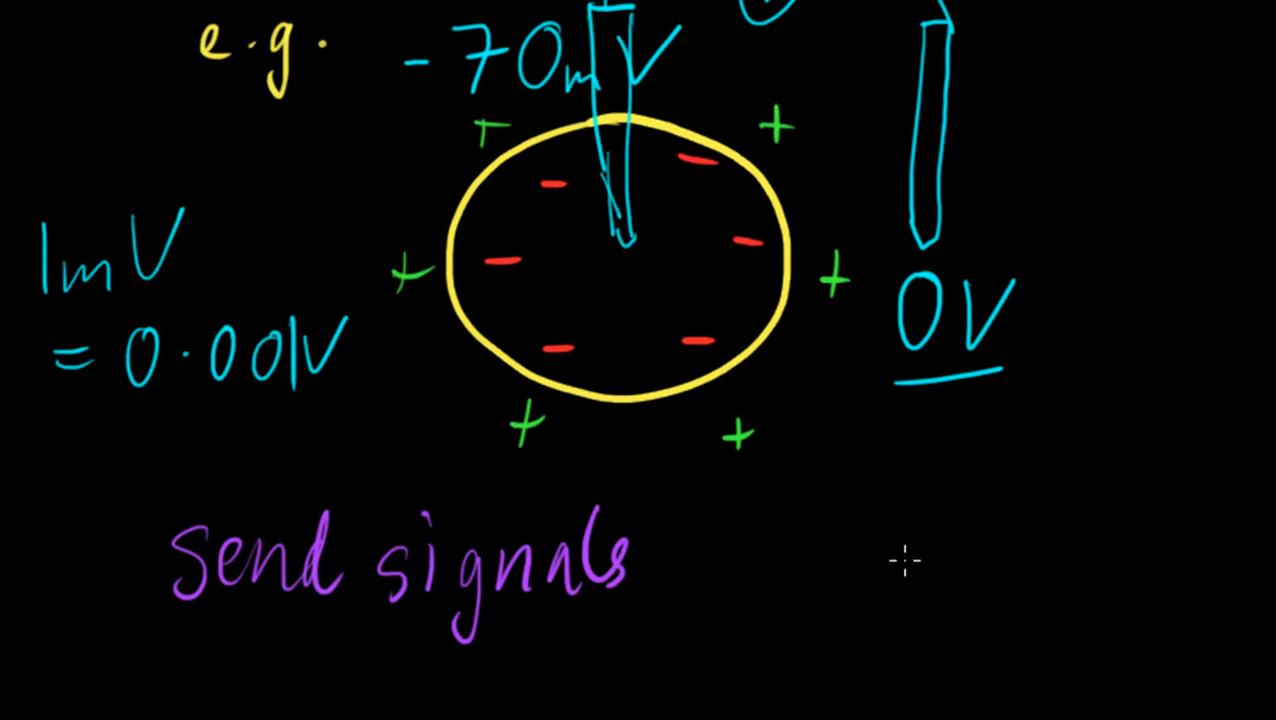 e.g. -70mV
+ +
- -
1mV
+ - - +
= 0.001V
0V
- -
+ +
Send signals